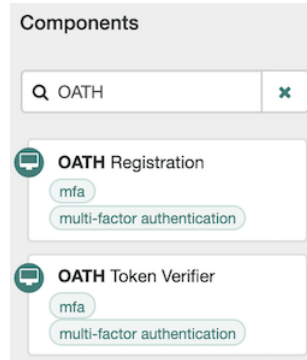 Components
OATH
OATH Registration
mfa
multi-factor authentication
OATH Token Verifier
mfa
multi-factor authentication